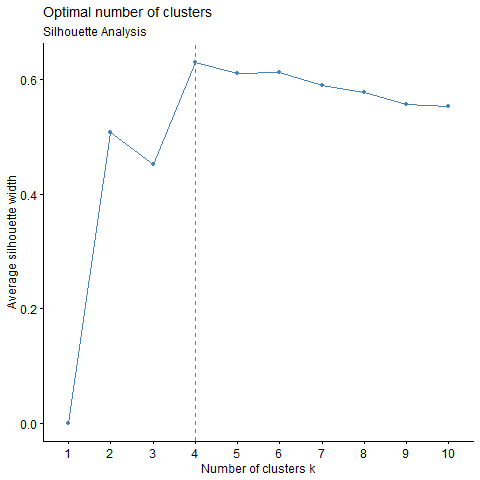 Optimal number of clusters
Silhouette Analysis
Average silhouette width
0.6
0.4
0.2
0.0
1 2 3 4 5 6 7 8 9 10
Number of clusters k